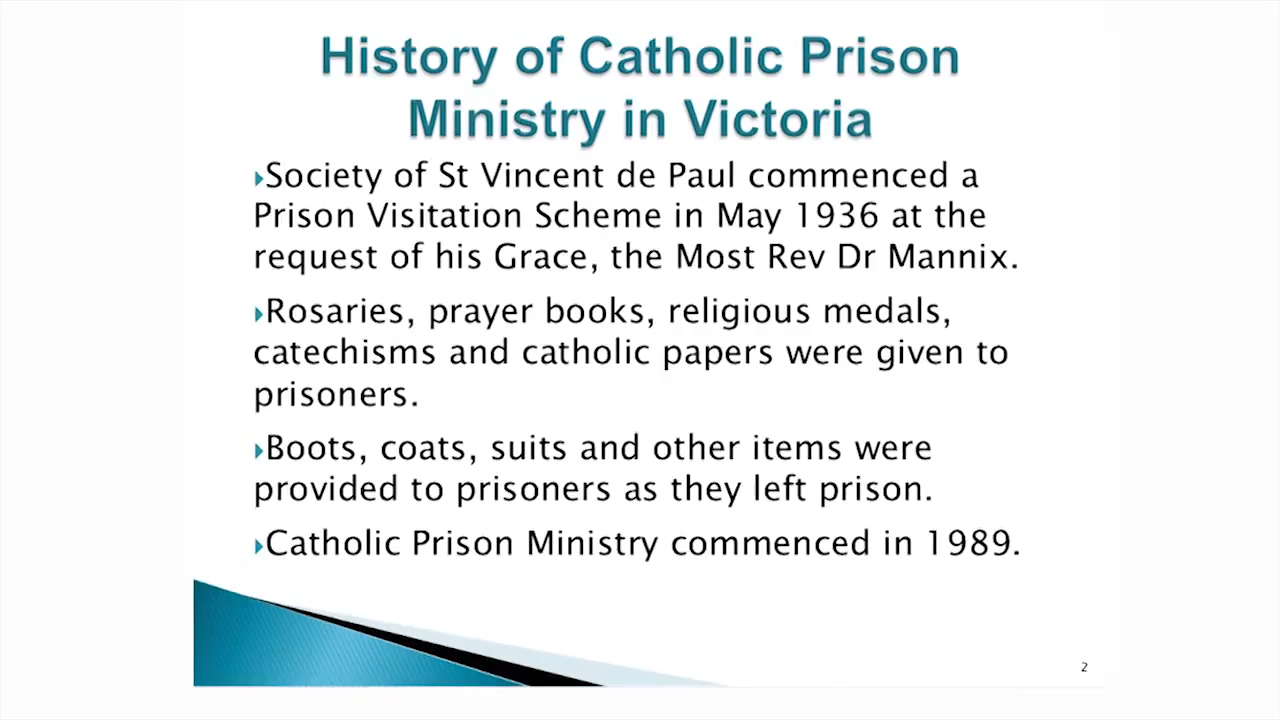 History of Catholic Prison
Ministry in Victoria
Society of St Vincent de Paul commenced a
Prison Visitation Scheme in May 1936 at the
request of his Grace, the Most Rev Dr Mannix.
Rosaries, prayer books, religious medals,
catechisms and catholic papers were given to
prisoners.
Boots, coats, suits and other items were
provided to prisoners as they left prison.
Catholic Prison Ministry commenced in 1989.
2